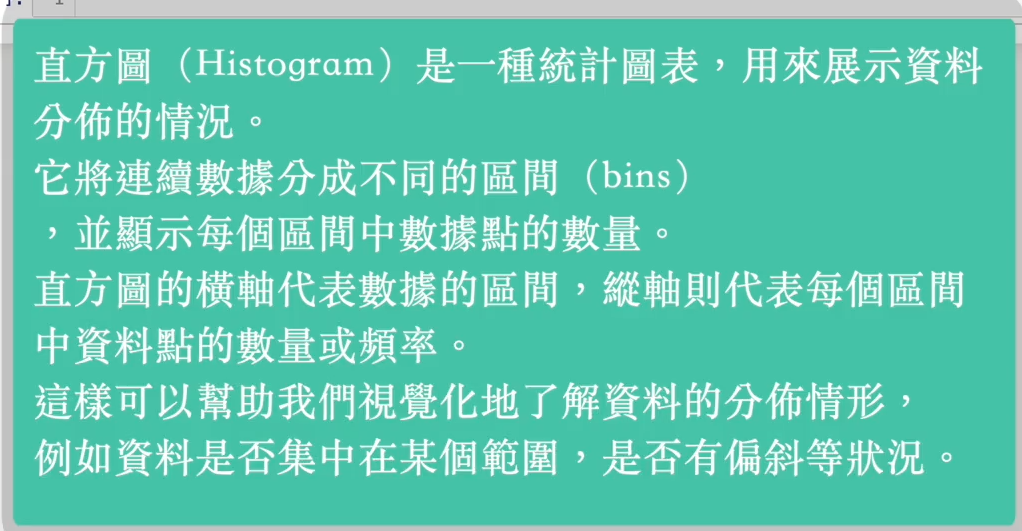 1
直方圖（Histogram）是一種統計圖表，用來展示資料
分佈的情況。
它將連續數據分成不同的區間（bins）
，並顯示每個區間中數據點的數量。
直方圖的橫軸代表數據的區間，縱軸則代表每個區間
中資料點的數量或頻率。
這樣可以幫助我們視覺化地了解資料的分佈情形，
例如資料是否集中在某個範圍，是否有偏斜等狀況。